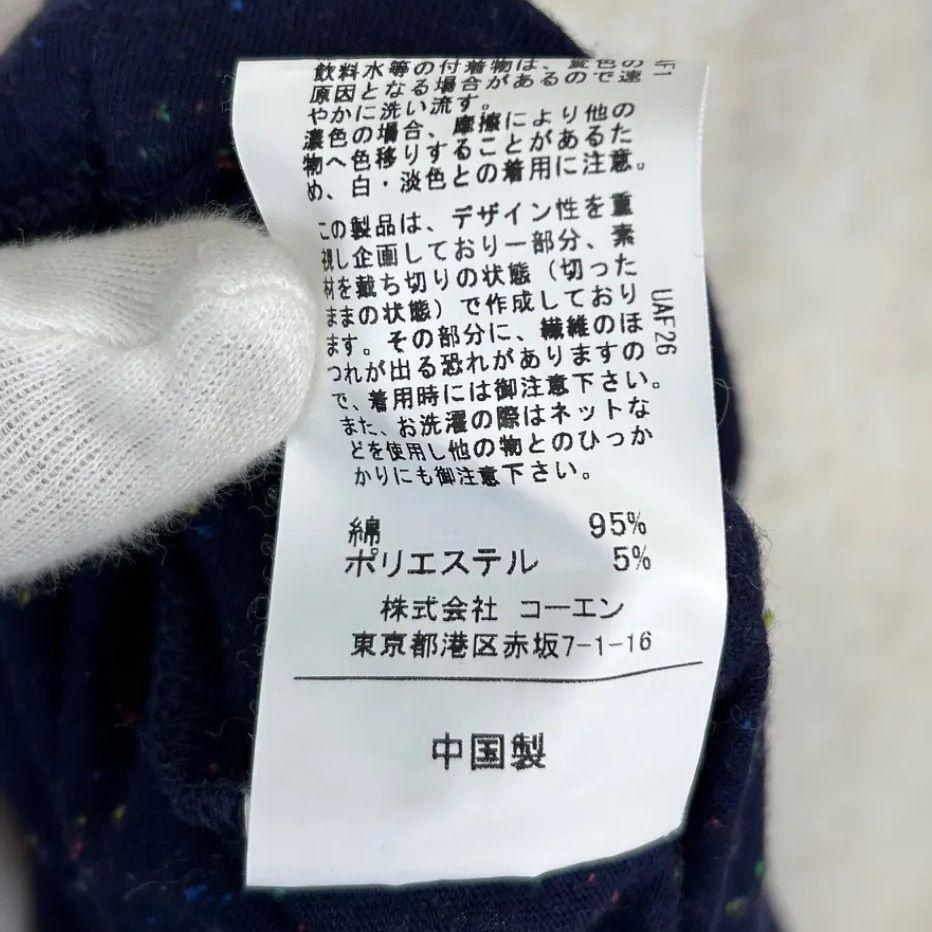 飲料水等の付着物は、変色の
原因となる場合があるので速
やかに洗い流す。
濃色の場合、摩擦により他の
物へ色移りすることがあるた
め、白・淡色との着用に注意。
この製品は、デザイン性を重
視し企画しており一部分、素
材を裁ち切りの状態（切った
ままの状態）で作成しており
ます。その部分に、繊維のほ
つれが出る恐れがありますの
で、着用時には御注意下さい。
また、お洗濯の際はネットな
どを使用し他の物とのひっか
かりにも御注意下さい。
UAF26
綿 95%
ポリエステル 5%
株式会社 コーエン
東京都港区赤坂7-1-16
中国製